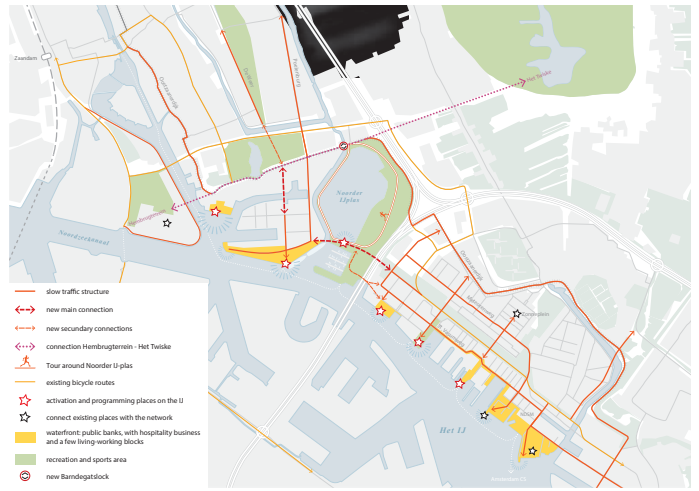 Zaandam
Het Twiske
Noorder
IJplas
Hembrugterrein
Noordzeekanaal
slow traffic structure
new main connection
new secundary connections
connection Hembrugterrein - Het Twiske
Tour around Noorder IJ-plas
existing bicycle routes
activation and programming places on the IJ
connect existing places with the network
waterfront: public banks, with hospitality business
and a few living-working blocks
recreation and sports area
new Barndegatslock
Het IJ